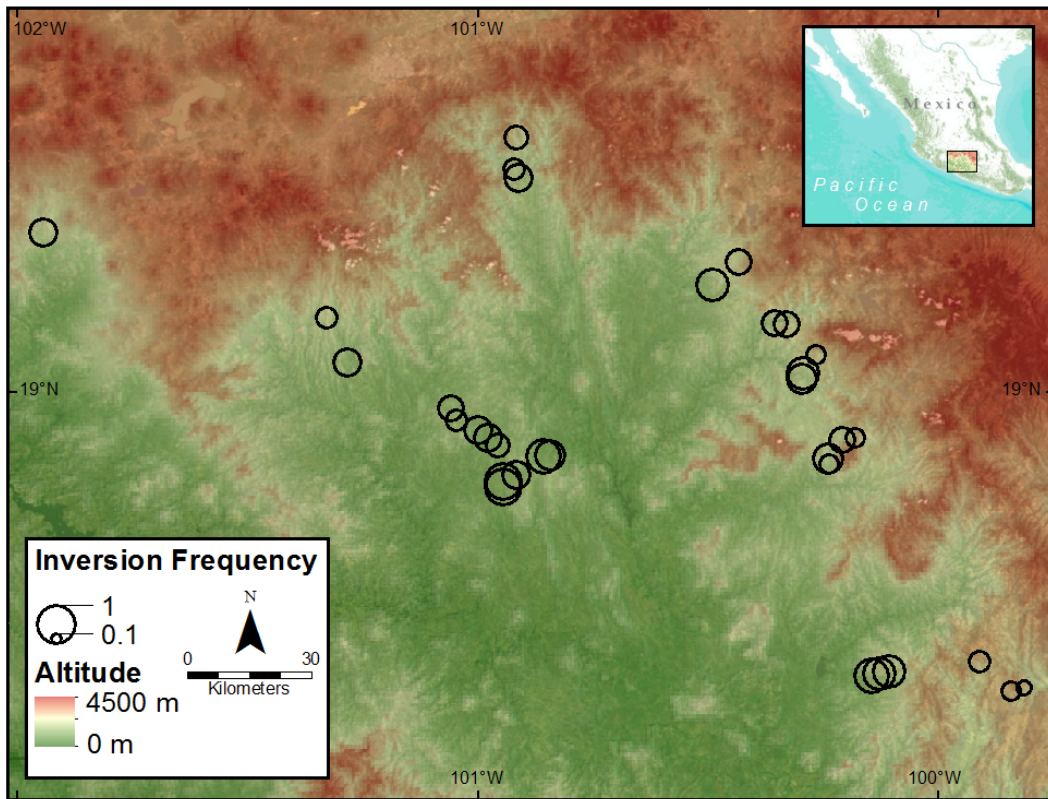 102°W
101°W
100°W
Mexico
Pacific
Ocean
19°N
19°N
Inversion Frequency
1
0.1
N
0
30
Kilometers
Altitude
4500 m
0 m
101°W
100°W